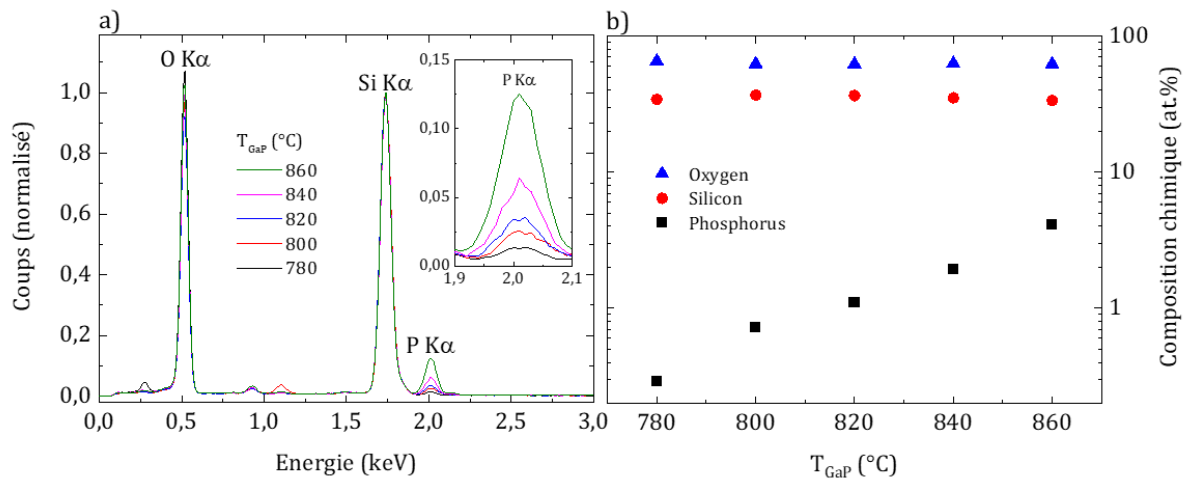 a)
O Kα
Si Kα
P Kα
Coups (normalisé)
1,0
0,8
0,6
0,4
0,2
0,0
T_GaP (°C)
860
840
820
800
780
0,15
0,10
0,05
0,00
1,9
2,0
2,1
P Kα
0,0
0,5
1,0
1,5
2,0
2,5
3,0
Energie (keV)
b)
Oxygen
Silicon
Phosphorus
100
10
1
Composition chimique (at.%)
780
800
820
840
860
T_GaP (°C)